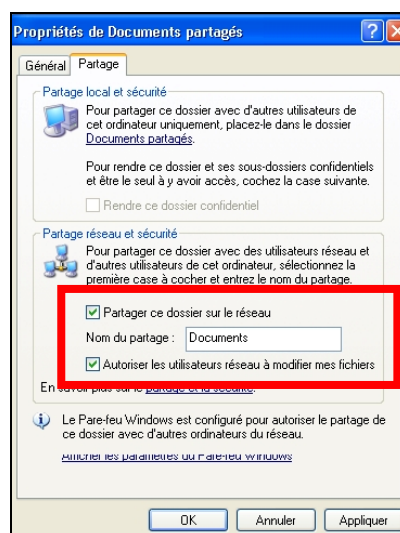 Propriétés de Documents partagés
Général
Partage
Partage local et sécurité
Pour partager ce dossier avec d'autres utilisateurs de
cet ordinateur uniquement, placez-le dans le dossier
Documents partagés.
Pour rendre ce dossier et ses sous-dossiers confidentiels
et être le seul à y avoir accès, cochez la case suivante.
Rendre ce dossier confidentiel
Partage réseau et sécurité
Pour partager ce dossier avec des utilisateurs réseau et
d'autres utilisateurs de cet ordinateur, sélectionnez la
première case à cocher et entrez le nom du partage.
Partager ce dossier sur le réseau
Nom du partage : Documents
Autoriser les utilisateurs réseau à modifier mes fichiers
En savoir plus sur le partage et la sécurité.
Le Pare-feu Windows est configuré pour autoriser le partage de
ce dossier avec d'autres ordinateurs du réseau.
Afficher les paramètres du Pare-feu Windows
OK
Annuler
Appliquer